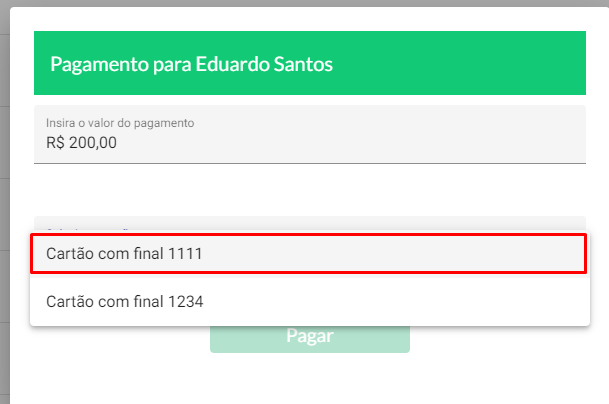 Pagamento para Eduardo Santos
Insira o valor do pagamento
R$ 200,00
Cartão com final 1111
Cartão com final 1234
Pagar